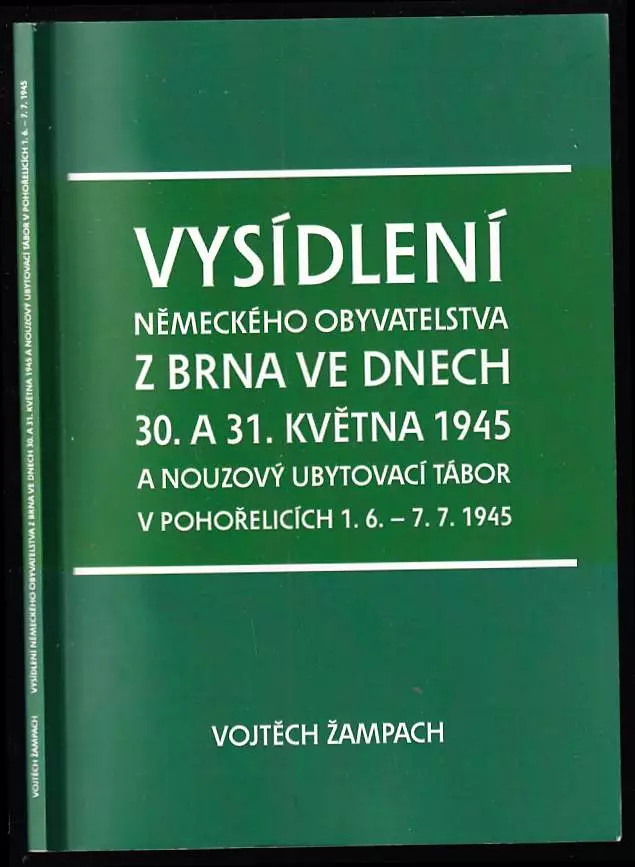 VYSÍDLENÍ
NĚMECKÉHO OBYVATELSTVA
Z BRNA VE DNECH
30. A 31. KVĚTNA 1945
A NOUZOVÝ UBYTOVACÍ TÁBOR
V POHOŘELICÍCH 1. 6. – 7. 7. 1945
VOJTĚCH ŽAMPACH
VOJTĚCH ŽAMPACH VYSÍDLENÍ NĚMECKÉHO OBYVATELSTVA Z BRNA VE DNECH 30. A 31. KVĚTNA 1945 A NOUZOVÝ UBYTOVACÍ TÁBOR V POHOŘELICÍCH 1. 6. – 7. 7. 1945